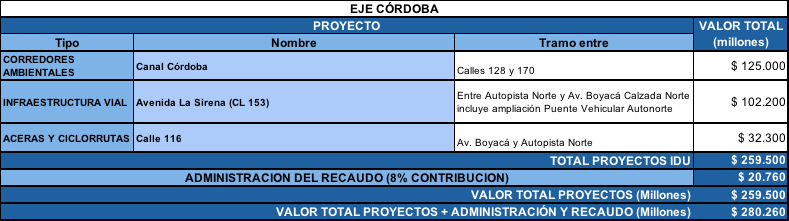 EJE CÓRDOBA
PROYECTO
VALOR TOTAL
(millones)
Tipo
Nombre
Tramo entre
CORREDORES
AMBIENTALES
Canal Córdoba
Calles 128 y 170
$ 125.000
INFRAESTRUCTURA VIAL
Avenida La Sirena (CL 153)
Entre Autopista Norte y Av. Boyacá Calzada Norte
incluye ampliación Puente Vehicular Autonorte
$ 102.200
ACERAS Y CICLORRUTAS
Calle 116
Av. Boyacá y Autopista Norte
$ 32.300
TOTAL PROYECTOS IDU
$ 259.500
ADMINISTRACION DEL RECAUDO (8% CONTRIBUCION)
$ 20.760
VALOR TOTAL PROYECTOS (Millones)
$ 259.500
VALOR TOTAL PROYECTOS + ADMINISTRACIÓN Y RECAUDO (Millones)
$ 280.260